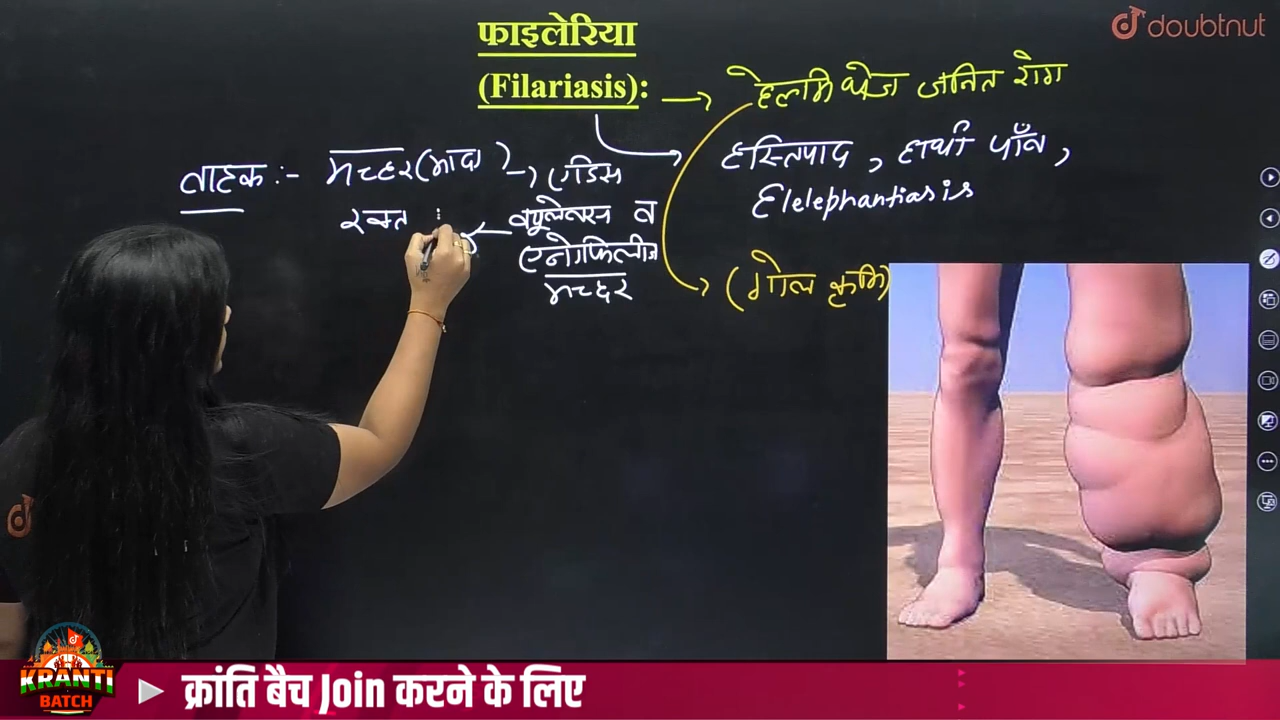 फाइलेरिया
(Filariasis):
doubtnut
→ हेलमिन्थेज जनित रोग
हस्तिपाद, हाथी पाँव,
Elelephantiasis
वाहक :- मच्छर (मादा) → एडिस
रक्त
क्यूलेक्स व
एनोफिलीज
मच्छर
(गोल कृमि)
KRANTI
BATCH
क्रांति बैच Join करने के लिए